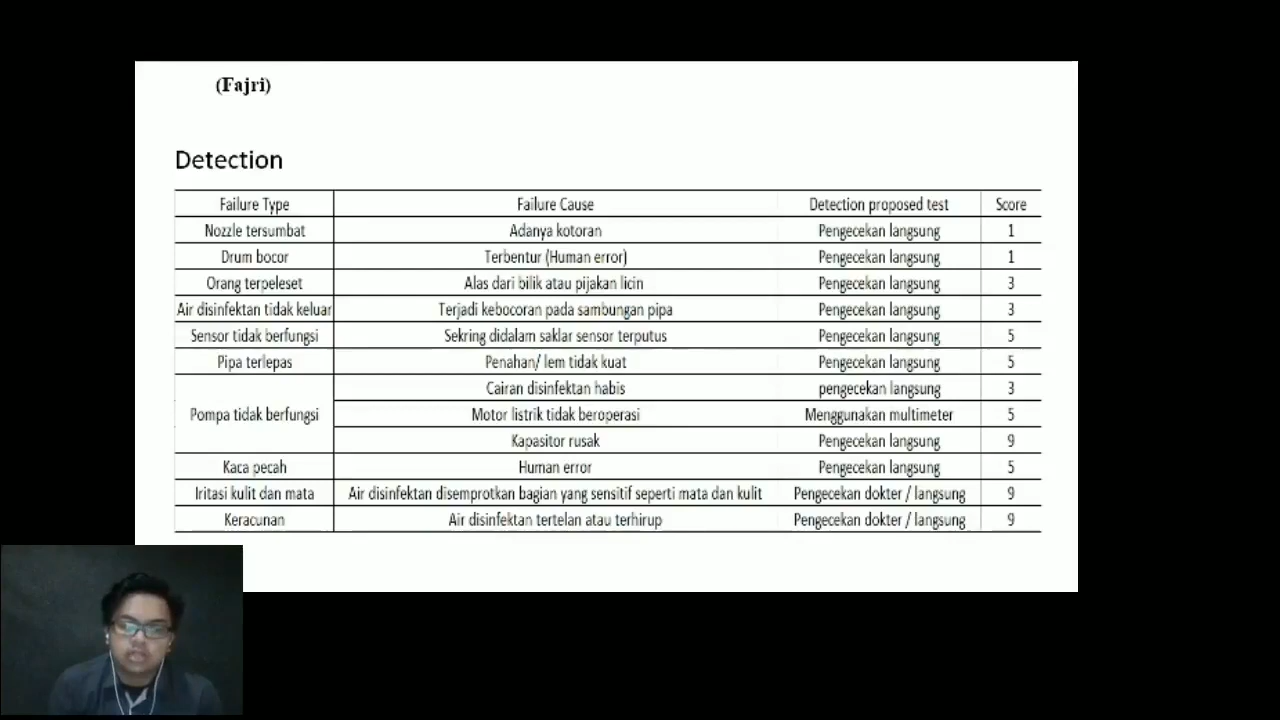 (Fajri)
Detection
Failure Type Failure Cause Detection proposed test Score
Nozzle tersumbat Adanya kotoran Pengecekan langsung 1
Drum bocor Terbentur (Human error) Pengecekan langsung 1
Orang terpeleset Alas dari bilik atau pijakan licin Pengecekan langsung 3
Air disinfektan tidak keluar Terjadi kebocoran pada sambungan pipa Pengecekan langsung 3
Sensor tidak berfungsi Sekring didalam saklar sensor terputus Pengecekan langsung 5
Pipa terlepas Penahan/ lem tidak kuat Pengecekan langsung 5
Cairan disinfektan habis pengecekan langsung 3
Pompa tidak berfungsi Motor listrik tidak beroperasi Menggunakan multimeter 5
Kapasitor rusak Pengecekan langsung 9
Kaca pecah Human error Pengecekan langsung 5
Iritasi kulit dan mata Air disinfektan disemprotkan bagian yang sensitif seperti mata dan kulit Pengecekan dokter / langsung 9
Keracunan Air disinfektan tertelan atau terhirup Pengecekan dokter / langsung 9